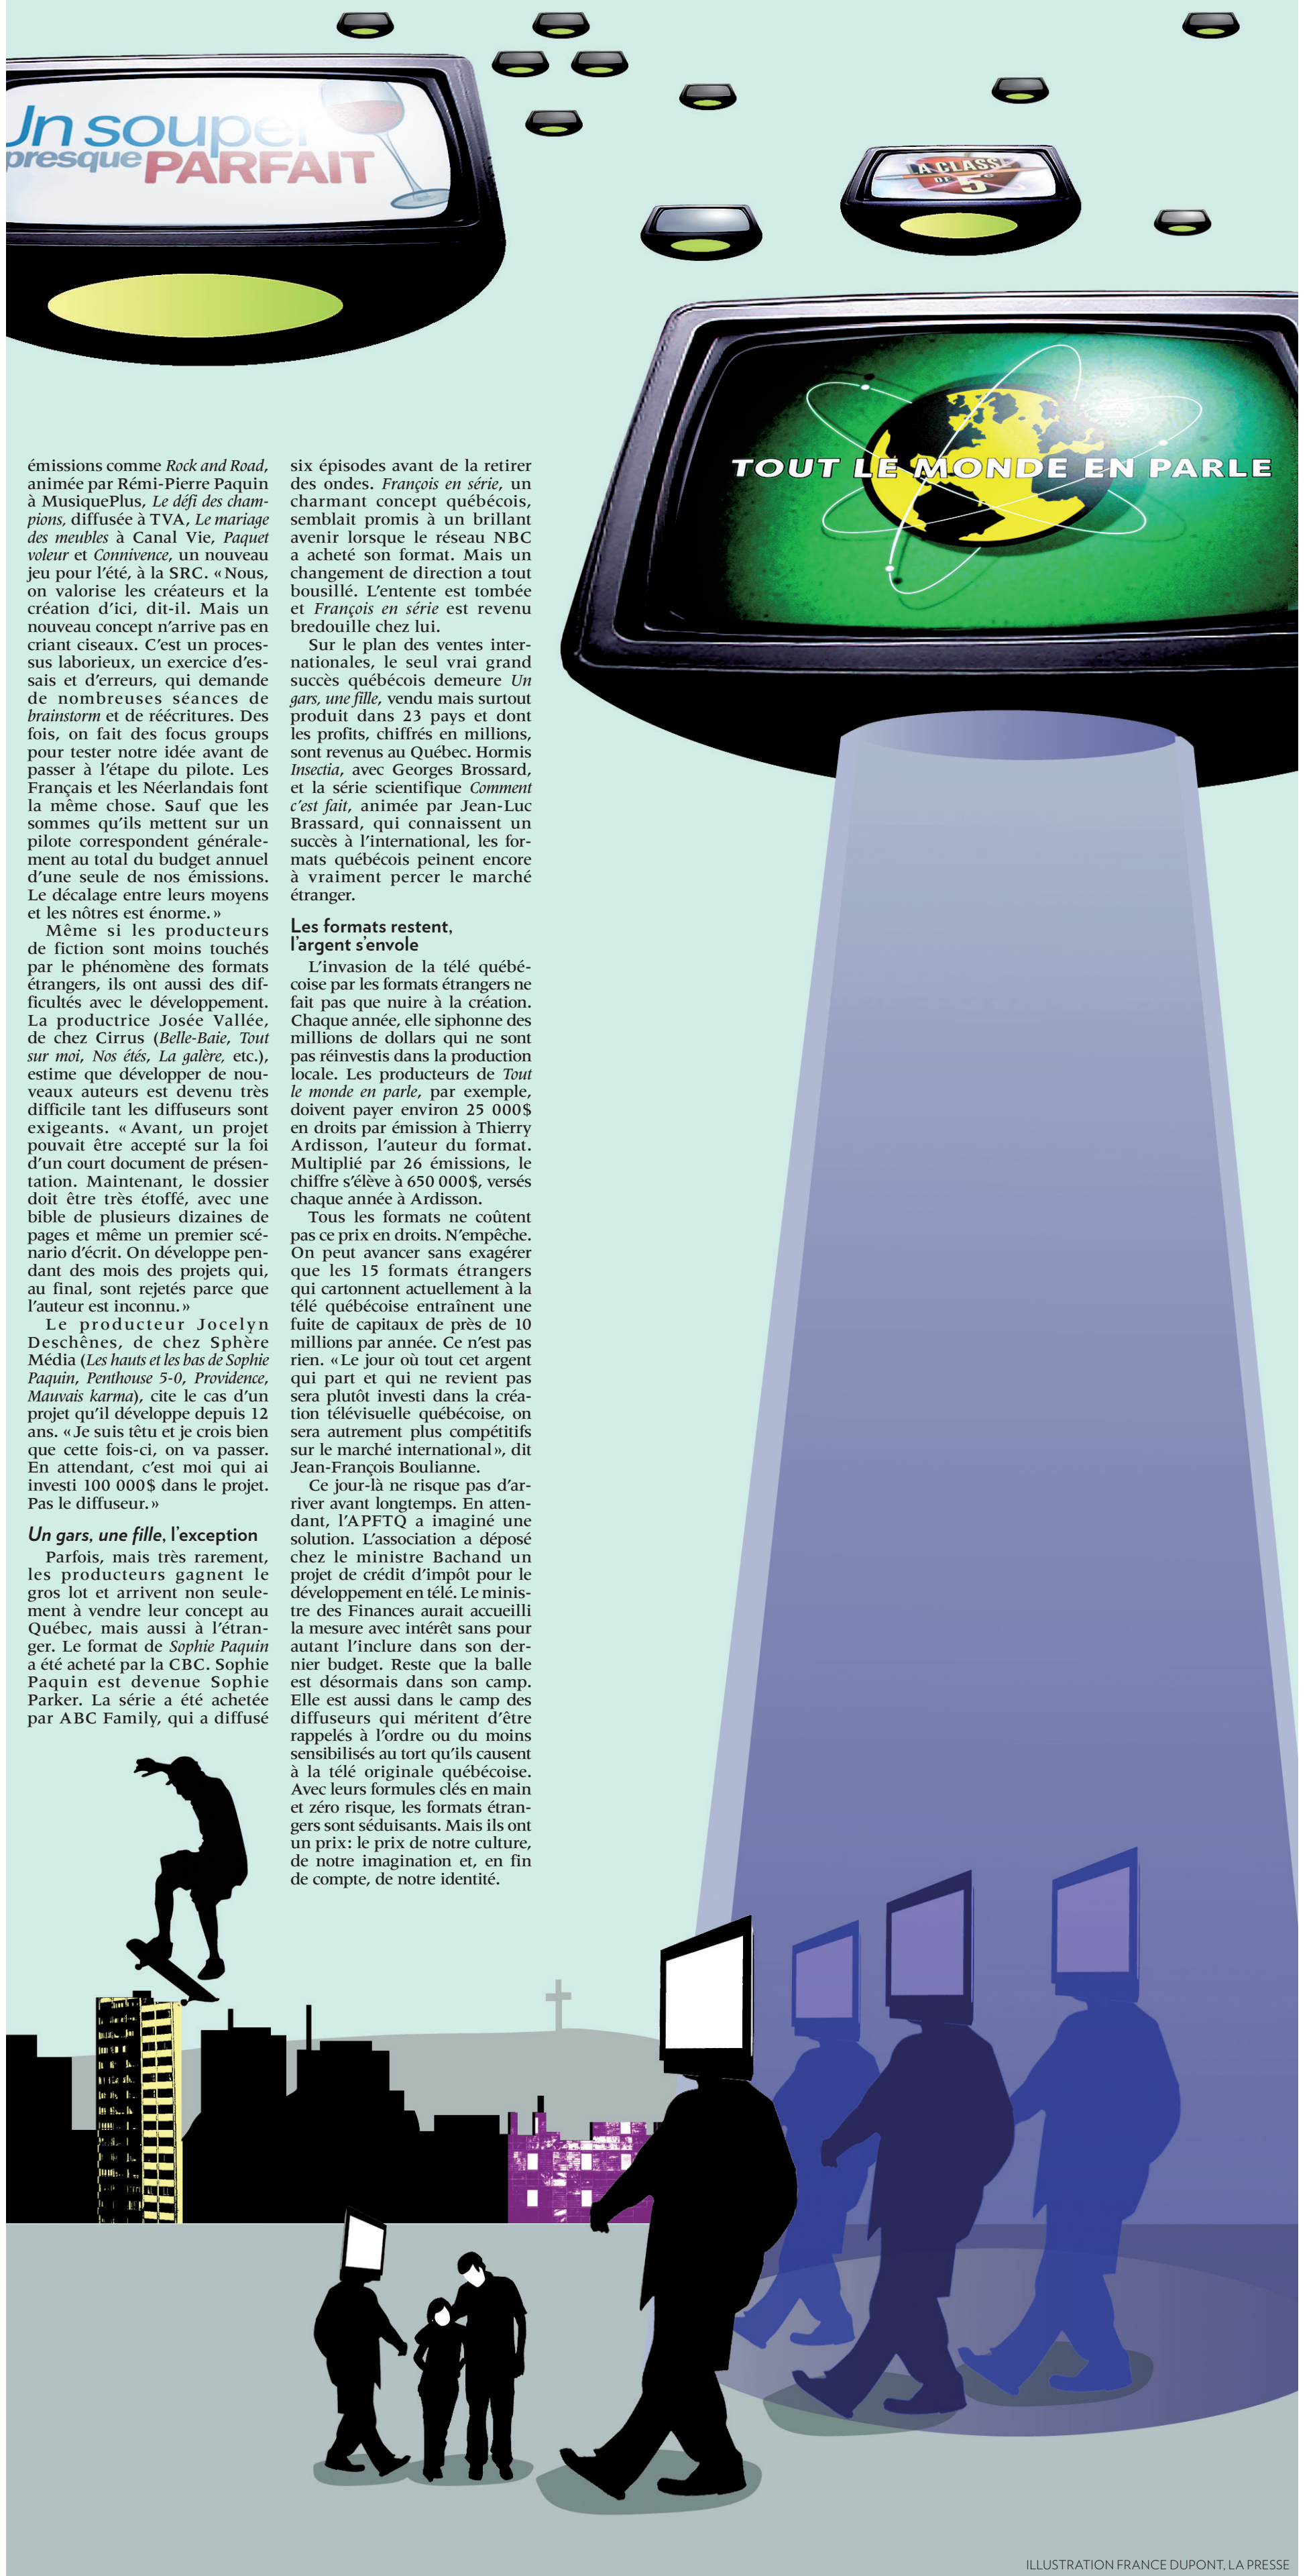 Un souper
presque PARFAIT
LA CLASSE
DE 5e
TOUT LE MONDE EN PARLE
émissions comme Rock and Road,
animée par Rémi-Pierre Paquin
à MusiquePlus, Le défi des cham-
pions, diffusée à TVA, Le mariage
des meubles à Canal Vie, Paquet
voleur et Connivence, un nouveau
jeu pour l'été, à la SRC. « Nous,
on valorise les créateurs et la
création d'ici, dit-il. Mais un
nouveau concept n'arrive pas en
criant ciseaux. C'est un proces-
sus laborieux, un exercice d'es-
sais et d'erreurs, qui demande
de nombreuses séances de
brainstorm et de réécritures. Des
fois, on fait des focus groups
pour tester notre idée avant de
passer à l'étape du pilote. Les
Français et les Néerlandais font
la même chose. Sauf que les
sommes qu'ils mettent sur un
pilote correspondent générale-
ment au total du budget annuel
d'une seule de nos émissions.
Le décalage entre leurs moyens
et les nôtres est énorme. »
Même si les producteurs
de fiction sont moins touchés
par le phénomène des formats
étrangers, ils ont aussi des dif-
ficultés avec le développement.
La productrice Josée Vallée,
de chez Cirrus (Belle-Baie, Tout
sur moi, Nos étés, La galère, etc.),
estime que développer de nou-
veaux auteurs est devenu très
difficile tant les diffuseurs sont
exigeants. « Avant, un projet
pouvait être accepté sur la foi
d'un court document de présen-
tation. Maintenant, le dossier
doit être très étoffé, avec une
bible de plusieurs dizaines de
pages et même un premier scé-
nario d'écrit. On développe pen-
dant des mois des projets qui,
au final, sont rejetés parce que
l'auteur est inconnu. »
Le producteur Jocelyn
Deschênes, de chez Sphère
Média (Les hauts et les bas de Sophie
Paquin, Penthouse 5-0, Providence,
Mauvais karma), cite le cas d'un
projet qu'il développe depuis 12
ans. « Je suis têtu et je crois bien
que cette fois-ci, on va passer.
En attendant, c'est moi qui ai
investi 100 000$ dans le projet.
Pas le diffuseur. »
Un gars, une fille, l'exception
Parfois, mais très rarement,
les producteurs gagnent le
gros lot et arrivent non seule-
ment à vendre leur concept au
Québec, mais aussi à l'étran-
ger. Le format de Sophie Paquin
a été acheté par la CBC. Sophie
Paquin est devenue Sophie
Parker. La série a été achetée
par ABC Family, qui a diffusé
six épisodes avant de la retirer
des ondes. François en série, un
charmant concept québécois,
semblait promis à un brillant
avenir lorsque le réseau NBC
a acheté son format. Mais un
changement de direction a tout
bousillé. L'entente est tombée
et François en série est revenu
bredouille chez lui.
Sur le plan des ventes inter-
nationales, le seul vrai grand
succès québécois demeure Un
gars, une fille, vendu mais surtout
produit dans 23 pays et dont
les profits, chiffrés en millions,
sont revenus au Québec. Hormis
Insectia, avec Georges Brossard,
et la série scientifique Comment
c'est fait, animée par Jean-Luc
Brassard, qui connaissent un
succès à l'international, les for-
mats québécois peinent encore
à vraiment percer le marché
étranger.
Les formats restent,
l'argent s'envole
L'invasion de la télé québé-
coise par les formats étrangers ne
fait pas que nuire à la création.
Chaque année, elle siphonne des
millions de dollars qui ne sont
pas réinvestis dans la production
locale. Les producteurs de Tout
le monde en parle, par exemple,
doivent payer environ 25 000$
en droits par émission à Thierry
Ardisson, l'auteur du format.
Multiplié par 26 émissions, le
chiffre s'élève à 650 000$, versés
chaque année à Ardisson.
Tous les formats ne coûtent
pas ce prix en droits. N'empêche.
On peut avancer sans exagérer
que les 15 formats étrangers
qui cartonnent actuellement à la
télé québécoise entraînent une
fuite de capitaux de près de 10
millions par année. Ce n'est pas
rien. « Le jour où tout cet argent
qui part et qui ne revient pas
sera plutôt investi dans la créa-
tion télévisuelle québécoise, on
sera autrement plus compétitifs
sur le marché international », dit
Jean-François Boulianne.
Ce jour-là ne risque pas d'ar-
river avant longtemps. En atten-
dant, l'APFTQ a imaginé une
solution. L'association a déposé
chez le ministre Bachand un
projet de crédit d'impôt pour le
développement en télé. Le minis-
tre des Finances aurait accueilli
la mesure avec intérêt sans pour
autant l'inclure dans son der-
nier budget. Reste que la balle
est désormais dans son camp.
Elle est aussi dans le camp des
diffuseurs qui méritent d'être
rappelés à l'ordre ou du moins
sensibilisés au tort qu'ils causent
à la télé originale québécoise.
Avec leurs formules clés en main
et zéro risque, les formats étran-
gers sont séduisants. Mais ils ont
un prix: le prix de notre culture,
de notre imagination et, en fin
de compte, de notre identité.
ILLUSTRATION FRANCE DUPONT, LA PRESSE